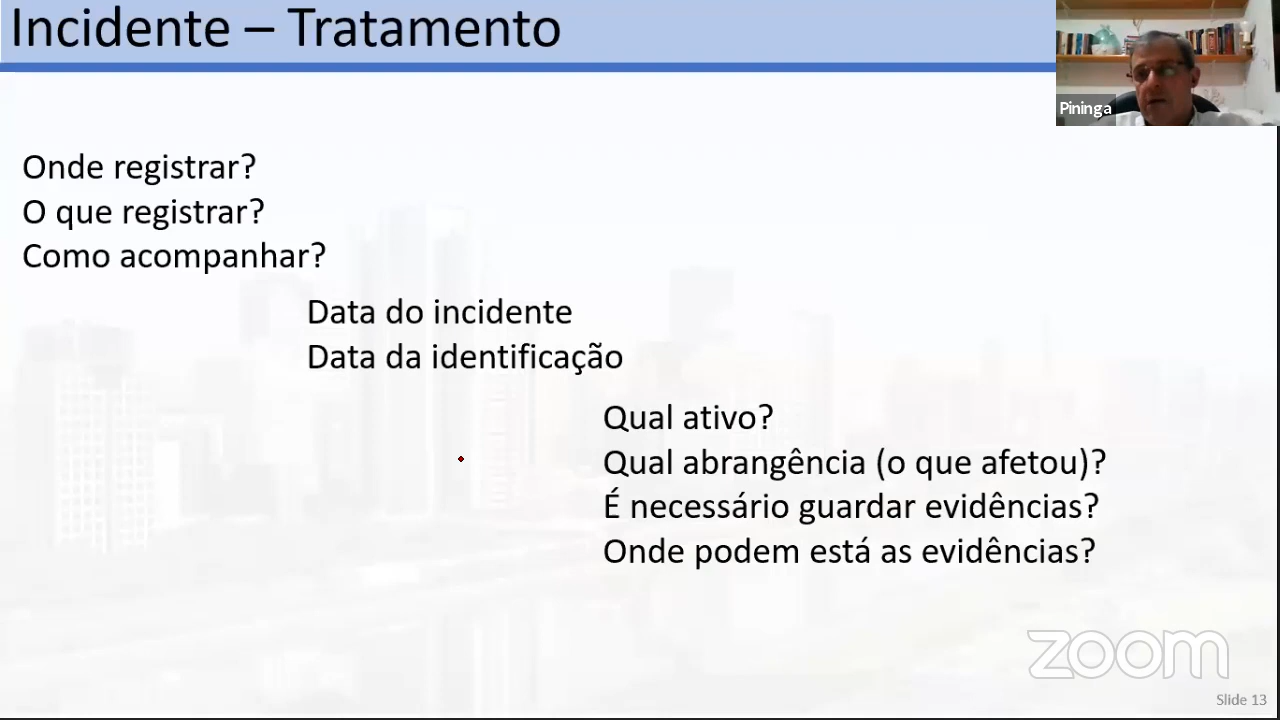 Incidente – Tratamento
Pininga
Onde registrar?
O que registrar?
Como acompanhar?
Data do incidente
Data da identificação
Qual ativo?
Qual abrangência (o que afetou)?
É necessário guardar evidências?
Onde podem está as evidências?
zoom
Slide 13